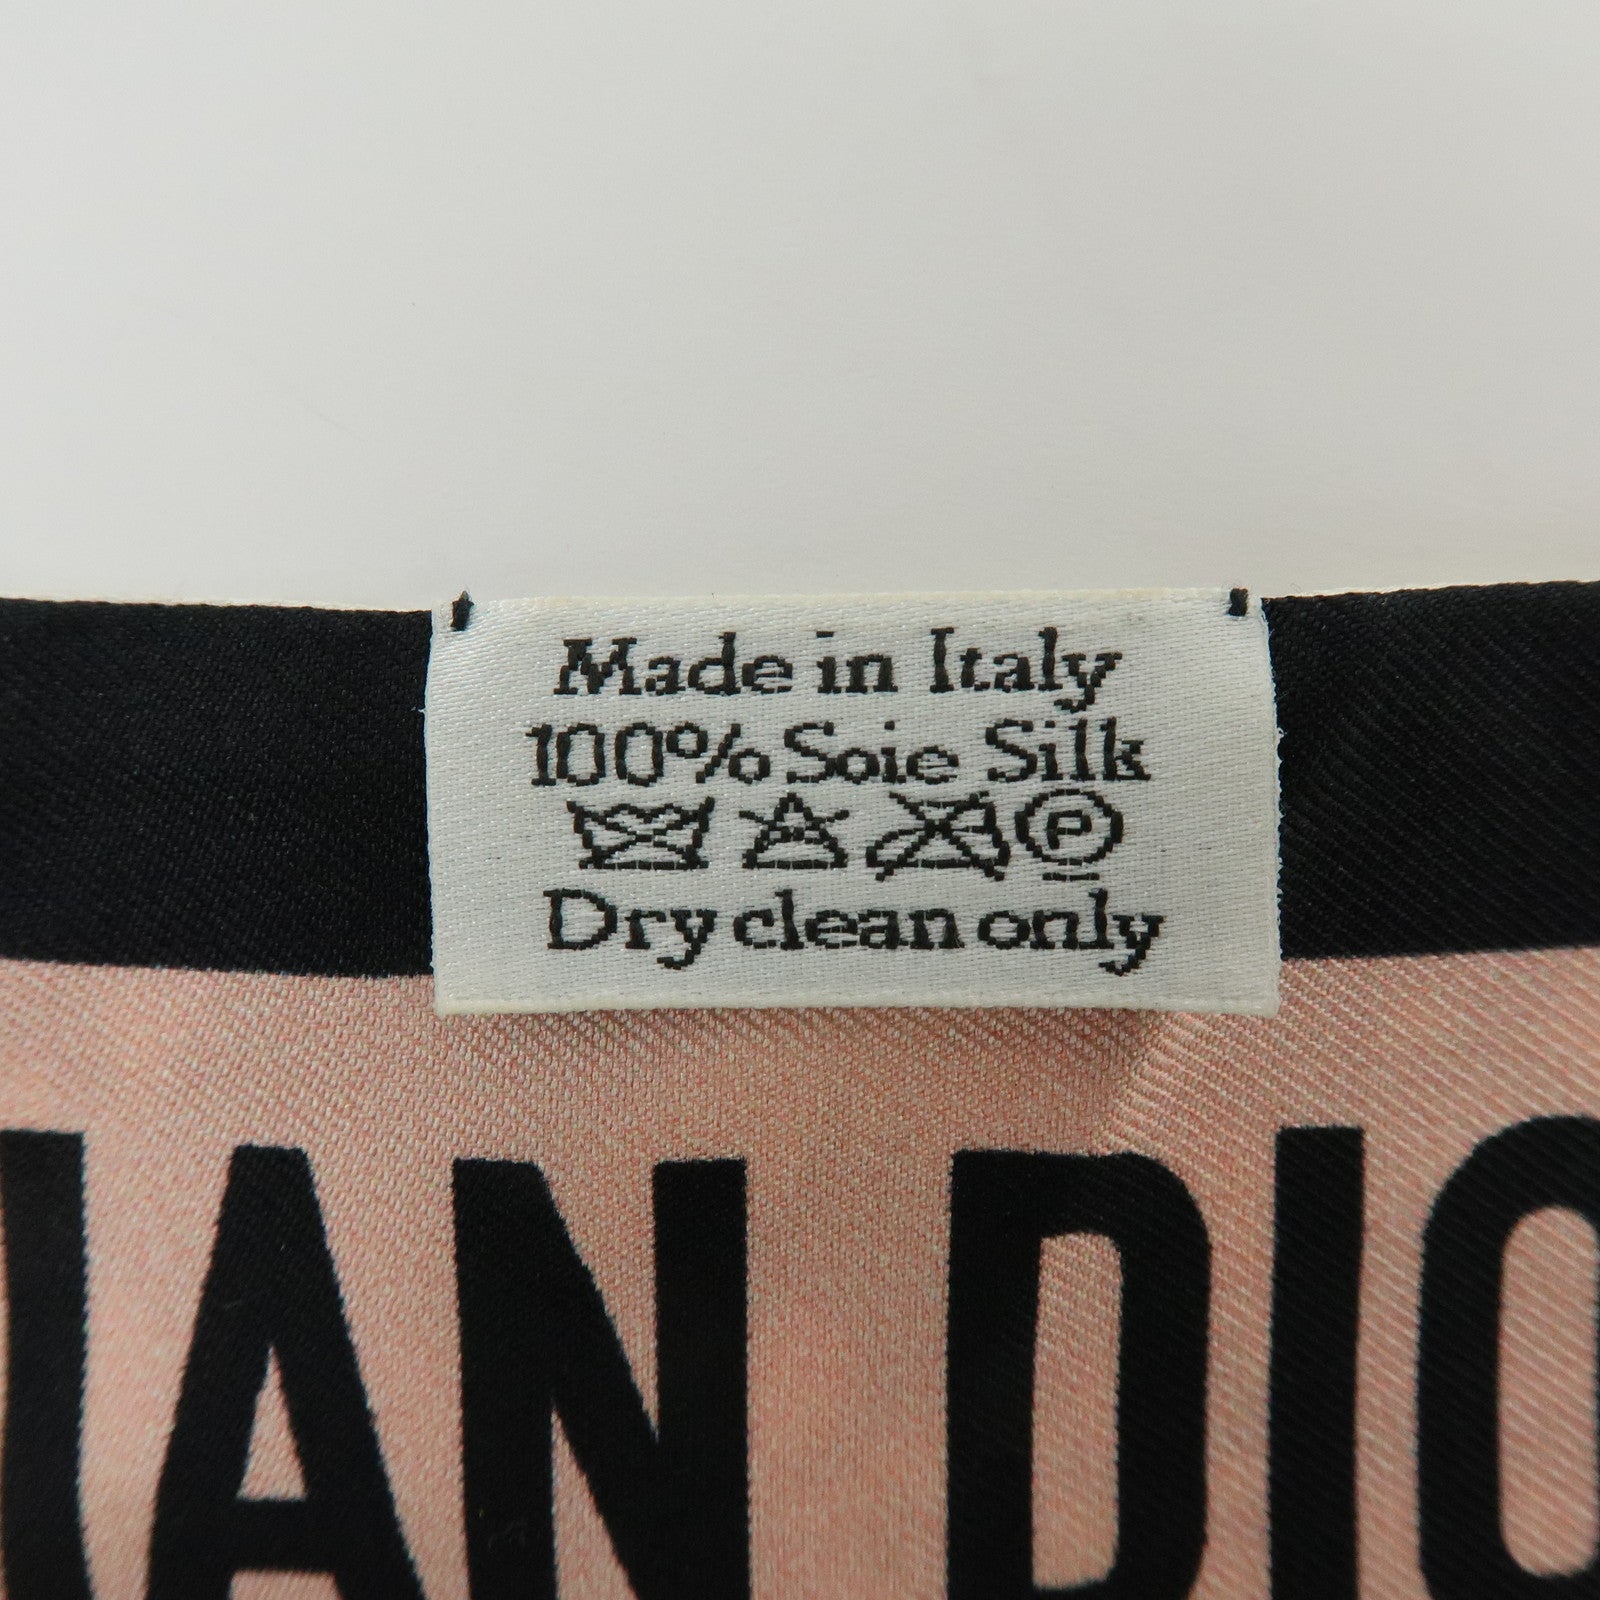 Made in Italy
100% Soie Silk
P
Dry clean only
IAN DIO